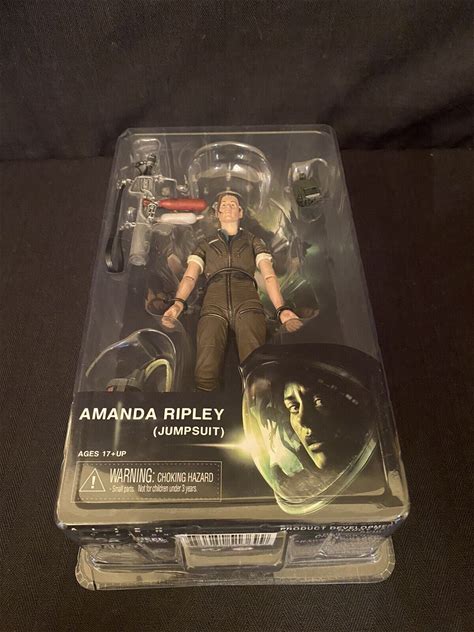 AMANDA RIPLEY
(JUMPSUIT)
AGES 17+UP
WARNING: CHOKING HAZARD
Small parts. Not for children under 3 years.
A L I E N
PRODUCT DEVELOPMENT